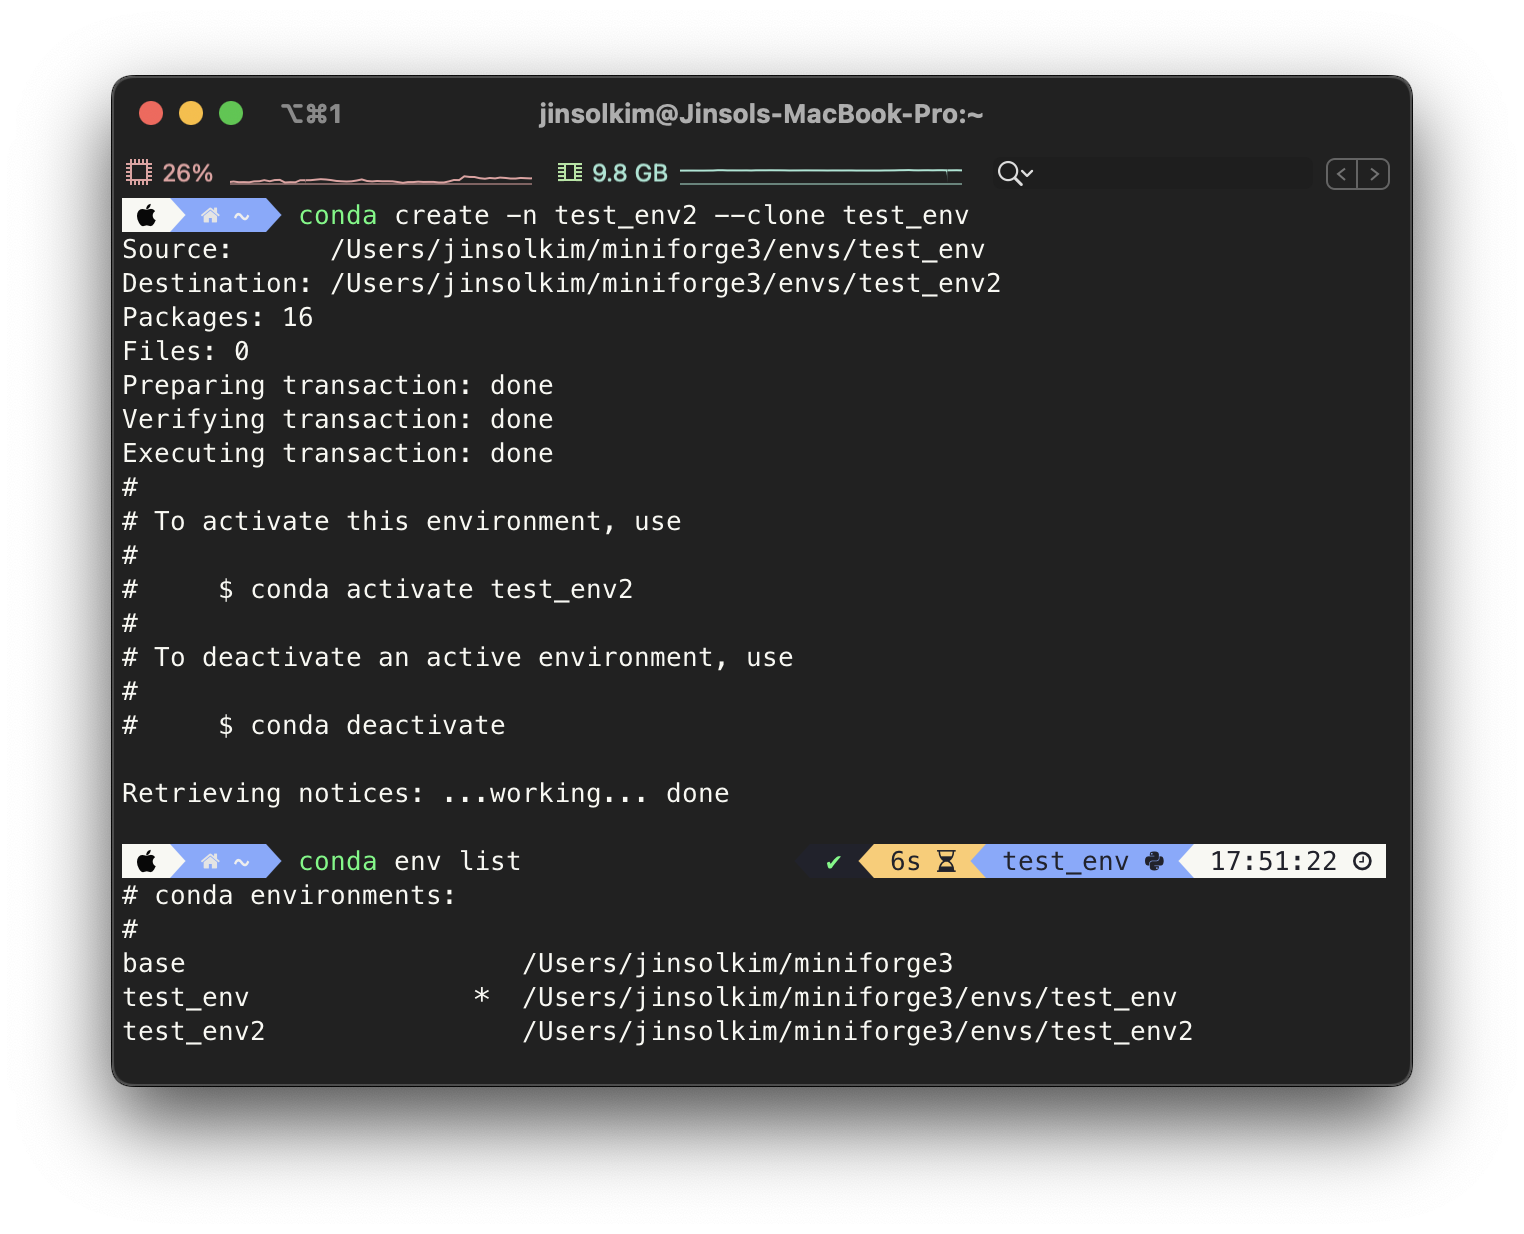 ⌥⌘1 jinsolkim@Jinsols-MacBook-Pro:~
26% 9.8 GB
~ conda create -n test_env2 --clone test_env
Source:      /Users/jinsolkim/miniforge3/envs/test_env
Destination: /Users/jinsolkim/miniforge3/envs/test_env2
Packages: 16
Files: 0
Preparing transaction: done
Verifying transaction: done
Executing transaction: done
#
# To activate this environment, use
#
#     $ conda activate test_env2
#
# To deactivate an active environment, use
#
#     $ conda deactivate
Retrieving notices: ...working... done
~ conda env list ✔ 6s test_env 17:51:22
# conda environments:
#
base                     /Users/jinsolkim/miniforge3
test_env              *  /Users/jinsolkim/miniforge3/envs/test_env
test_env2                /Users/jinsolkim/miniforge3/envs/test_env2